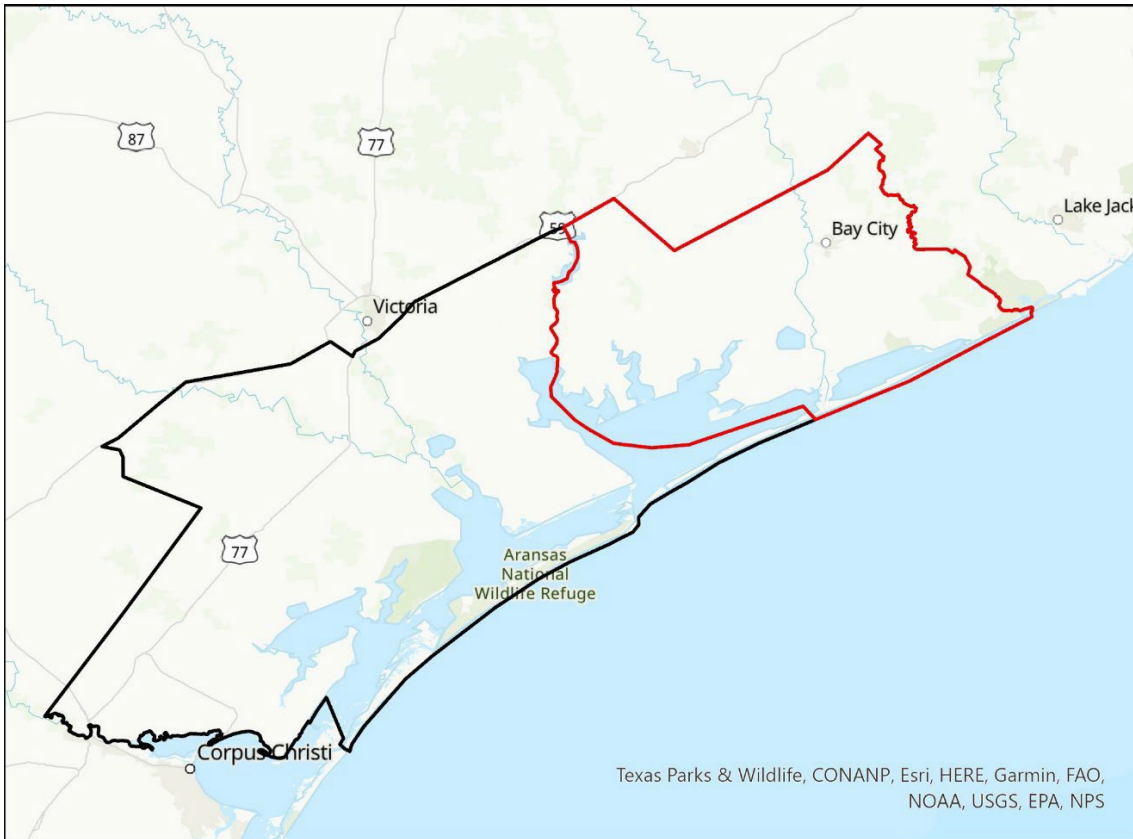 87
77
59
Lake Jack
Bay City
Victoria
77
Aransas
National
Wildlife Refuge
Corpus Christi
Texas Parks & Wildlife, CONANP, Esri, HERE, Garmin, FAO,
NOAA, USGS, EPA, NPS